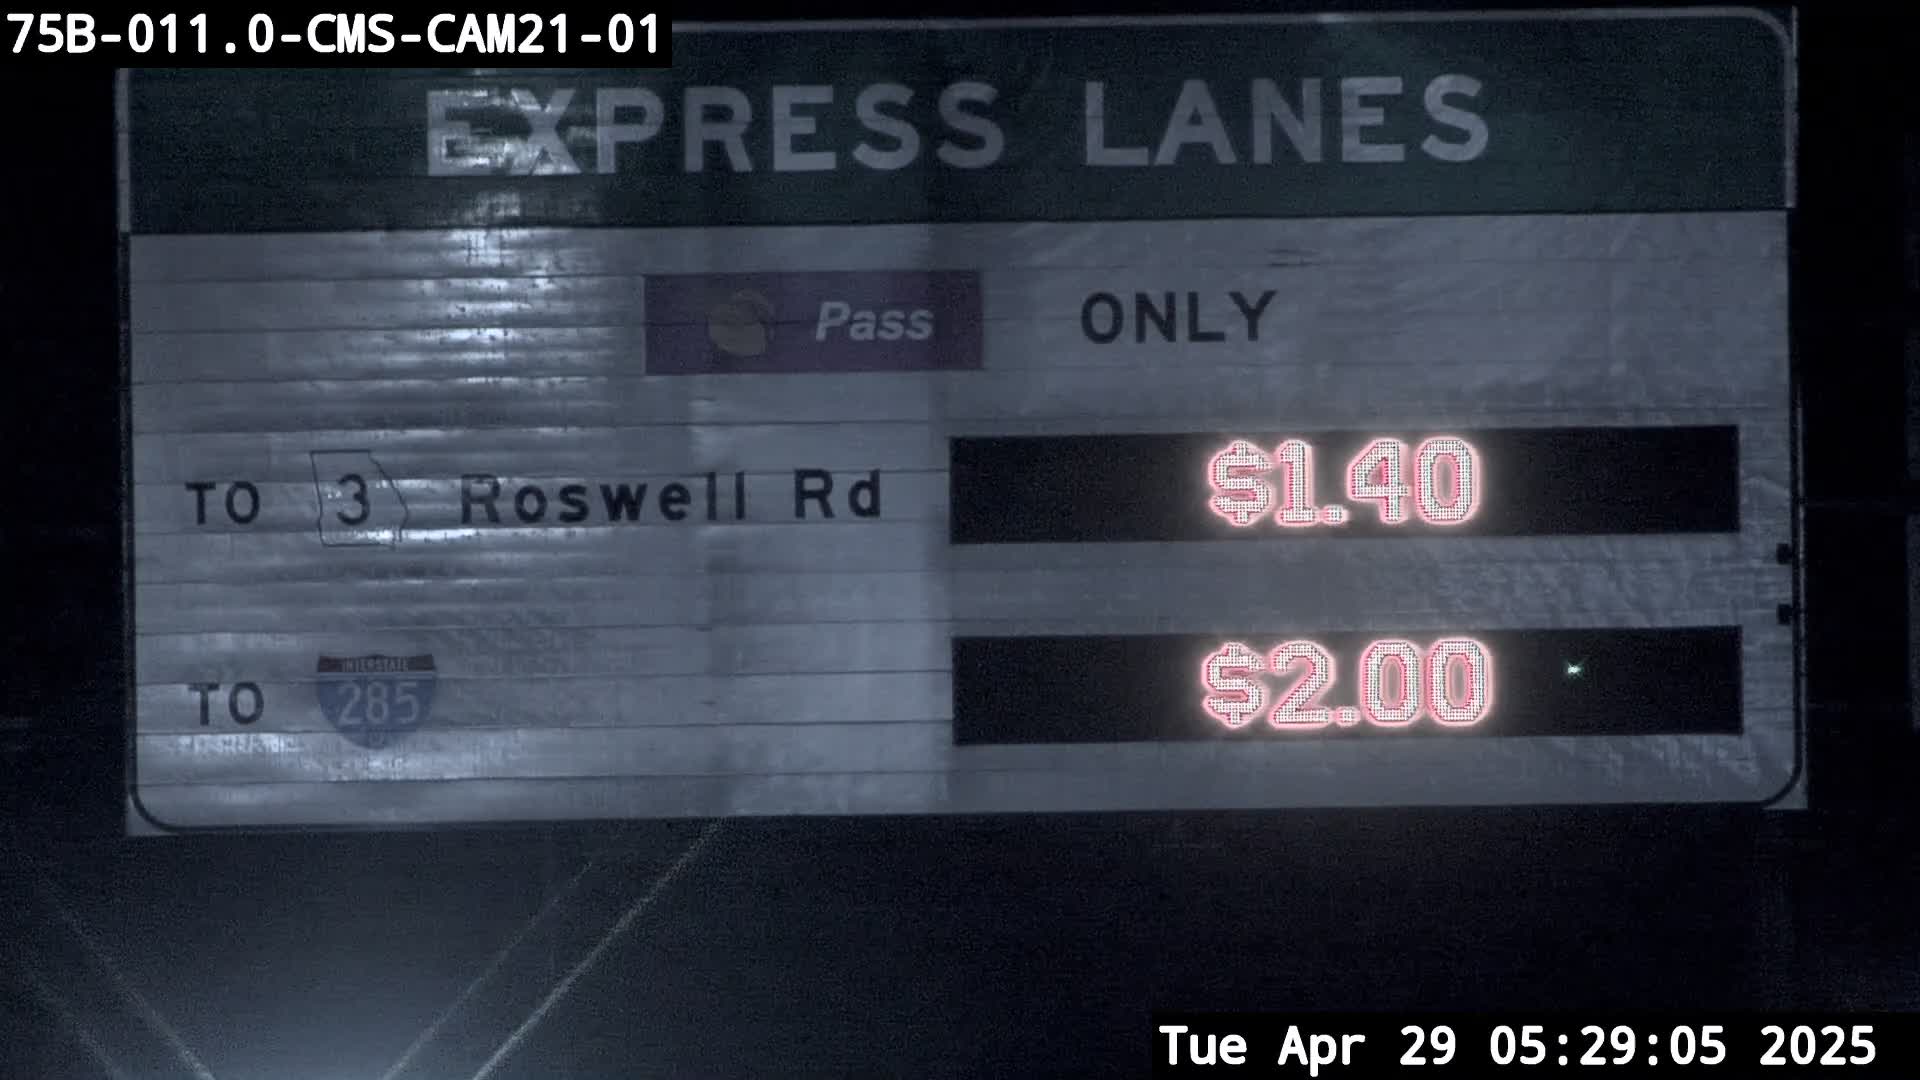 75B-011.0-CMS-CAM21-01
EXPRESS LANES
Pass ONLY
TO 3 Roswell Rd $1.40
TO INTERSTATE 285 $2.00
Tue Apr 29 05:29:05 2025